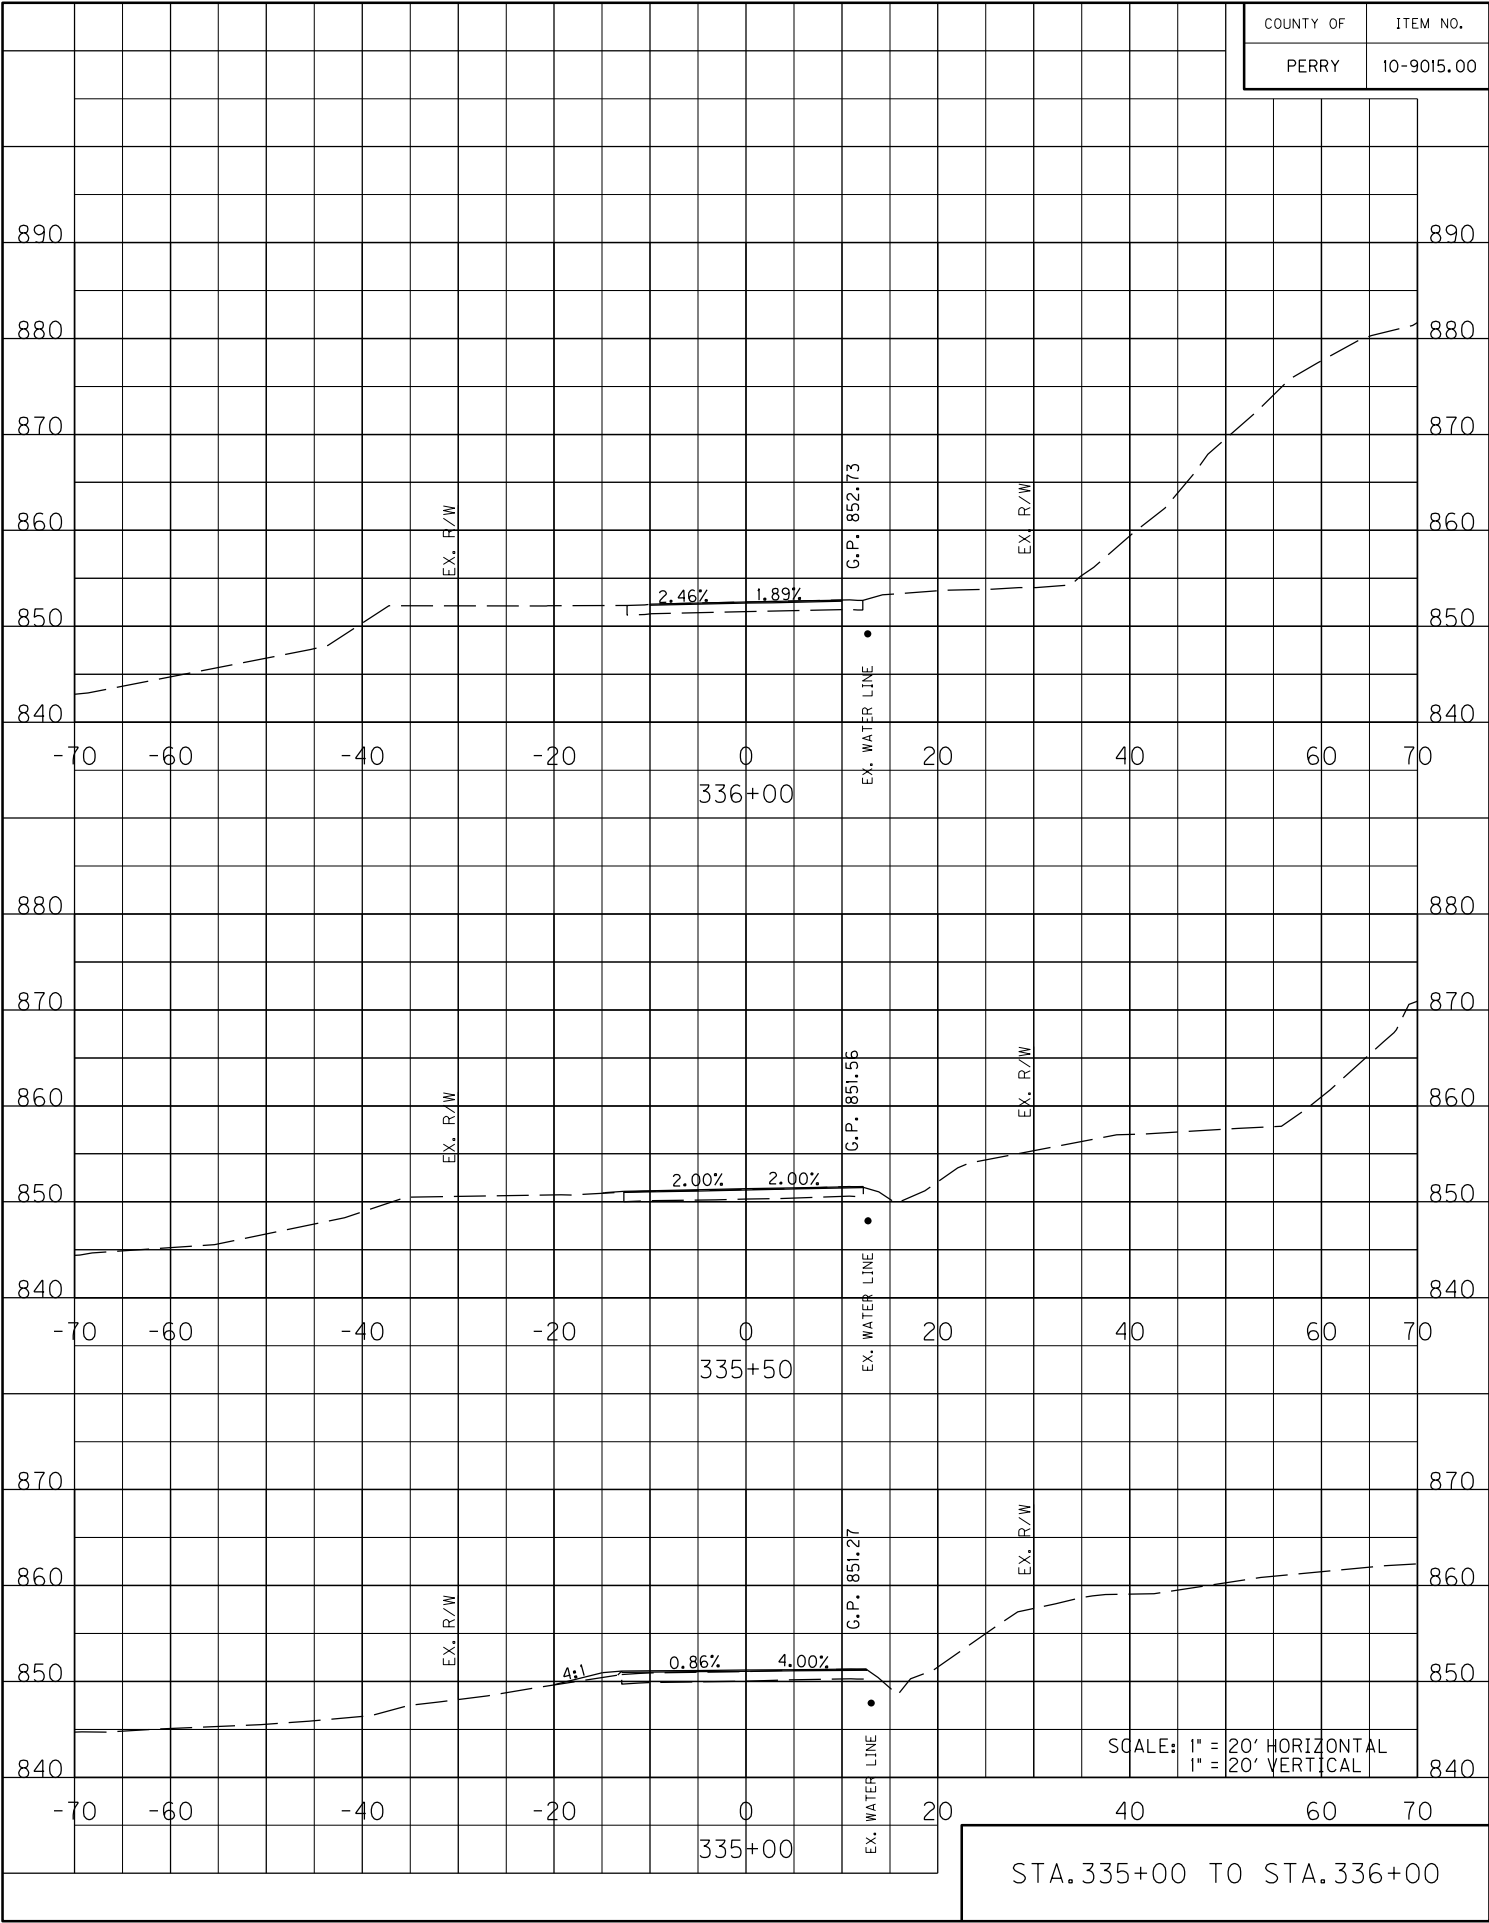 COUNTY OF ITEM NO.
PERRY 10-9015.00
890 890
880 880
870 870
G.P. 852.73
EX. R/W
EX. R/W
860 860
2.46% 1.89%
850 850
EX. WATER LINE
840 840
-70 -60 -40 -20 0 20 40 60 70
336+00
880 880
870 870
G.P. 851.56
EX. R/W
EX. R/W
860 860
2.00% 2.00%
850 850
EX. WATER LINE
840 840
-70 -60 -40 -20 0 20 40 60 70
335+50
870 870
G.P. 851.27
EX. R/W
EX. R/W
860 860
4:1 0.86% 4.00%
850 850
EX. WATER LINE
SCALE: 1" = 20' HORIZONTAL
1" = 20' VERTICAL
840 840
-70 -60 -40 -20 0 20 40 60 70
335+00
STA.335+00 TO STA.336+00